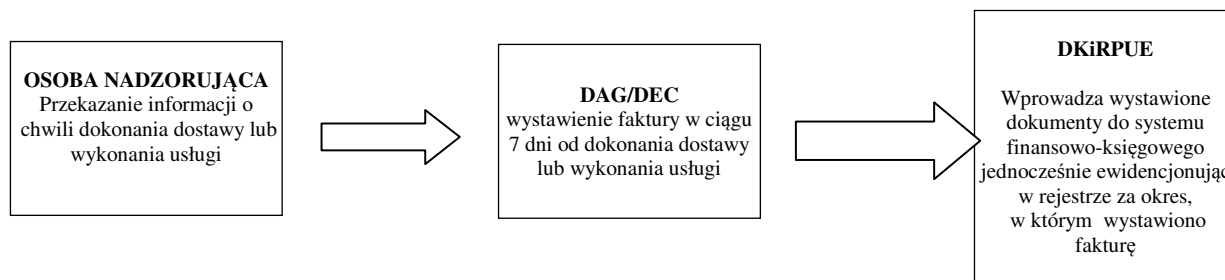 OSOBA NADZORUJĄCA
Przekazanie informacji o
chwili dokonania dostawy lub
wykonania usługi
DAG/DEC
wystawienie faktury w ciągu
7 dni od dokonania dostawy
lub wykonania usługi
DKiRPUE
Wprowadza wystawione
dokumenty do systemu
finansowo-księgowego
jednocześnie ewidencjonując
w rejestrze za okres,
w którym wystawiono
fakturę